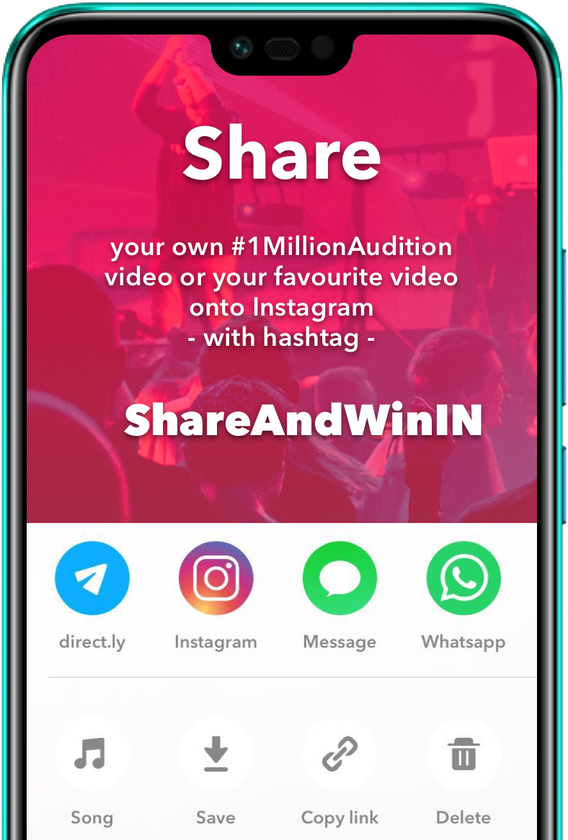 Share
your own #1MillionAudition
video or your favourite video
onto Instagram
- with hashtag -
ShareAndWinIN
direct.ly Instagram Message Whatsapp
Song Save Copy link Delete